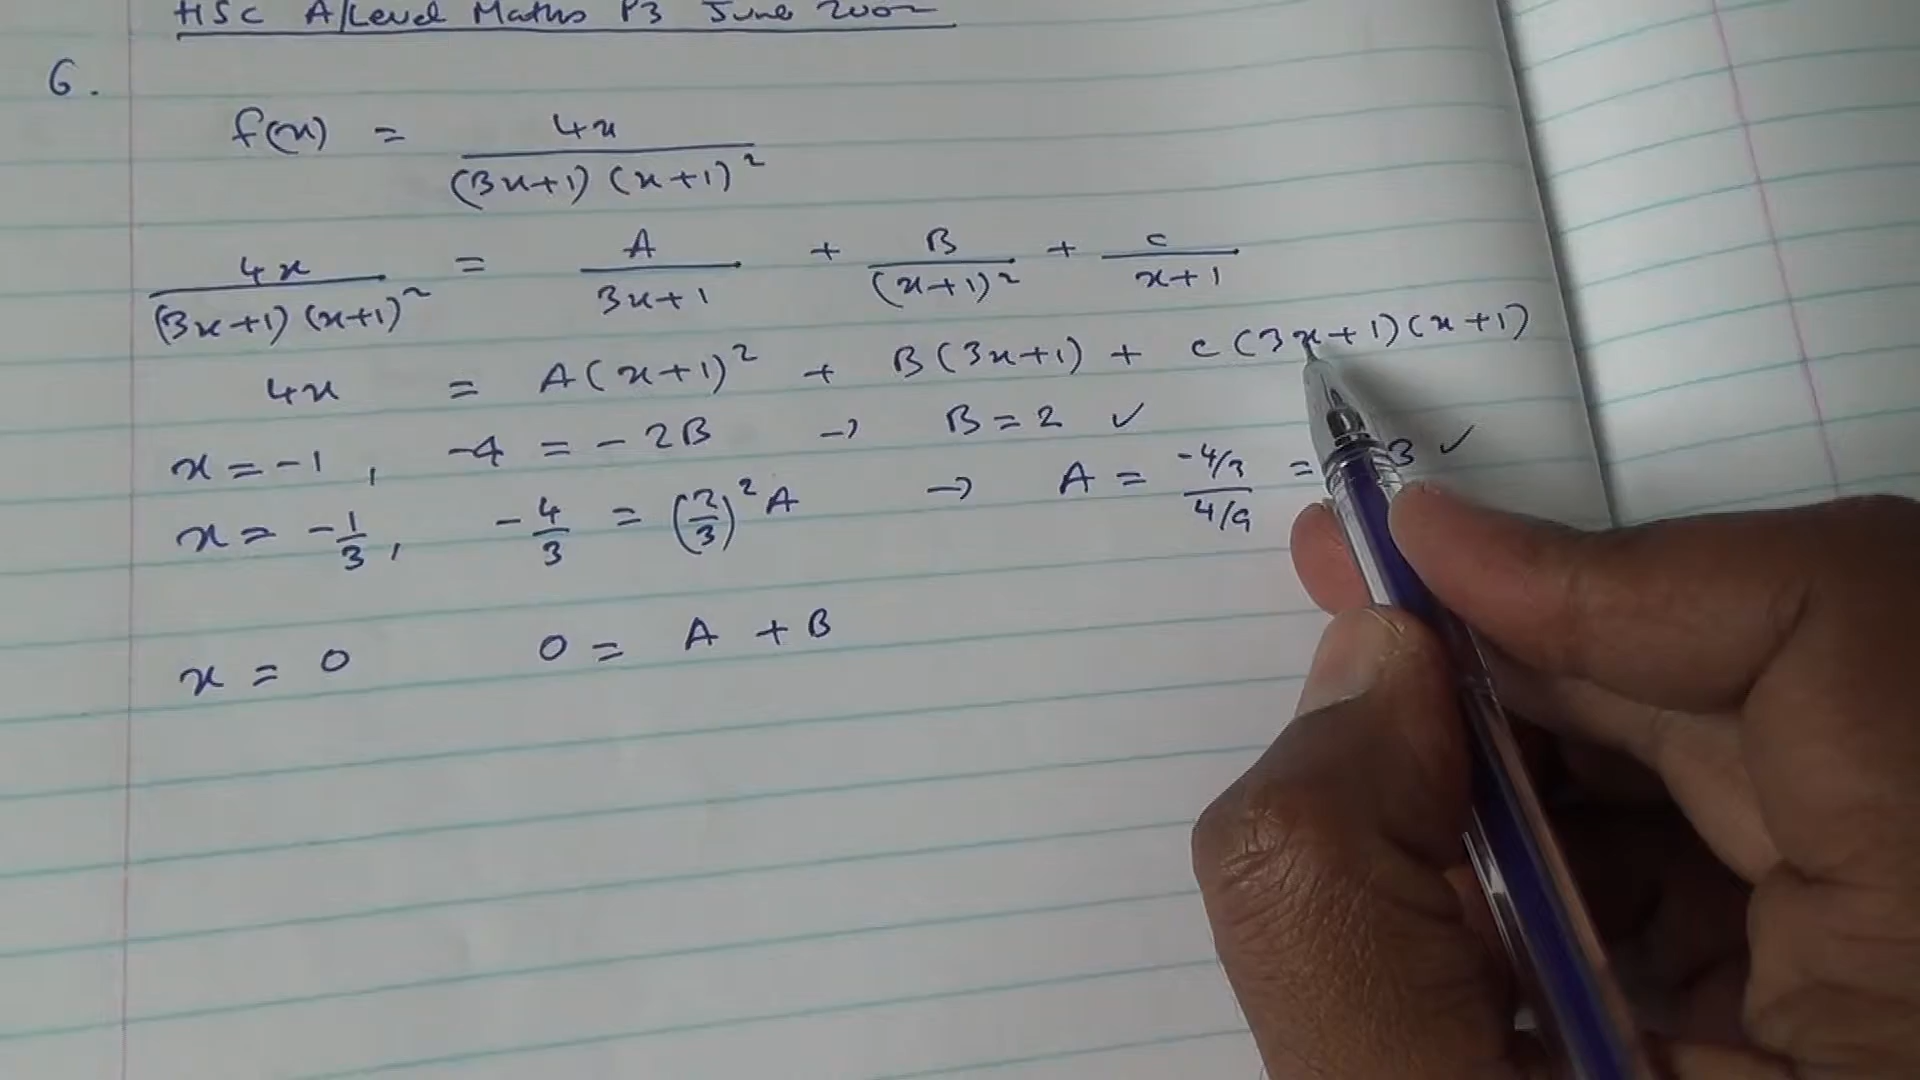 HSC A/Level Maths P3 June 2002
6.
f(x) = 4x / (3x+1)(x+1)²
4x / (3x+1)(x+1)² = A / 3x+1 + B / (x+1)² + C / x+1
4x = A(x+1)² + B(3x+1) + C(3x+1)(x+1)
x = -1, -4 = -2B → B = 2 ✓
x = -1/3, -4/3 = (2/3)² A → A = -4/3 / 4/9 = 3 ✓
x = 0 0 = A + B